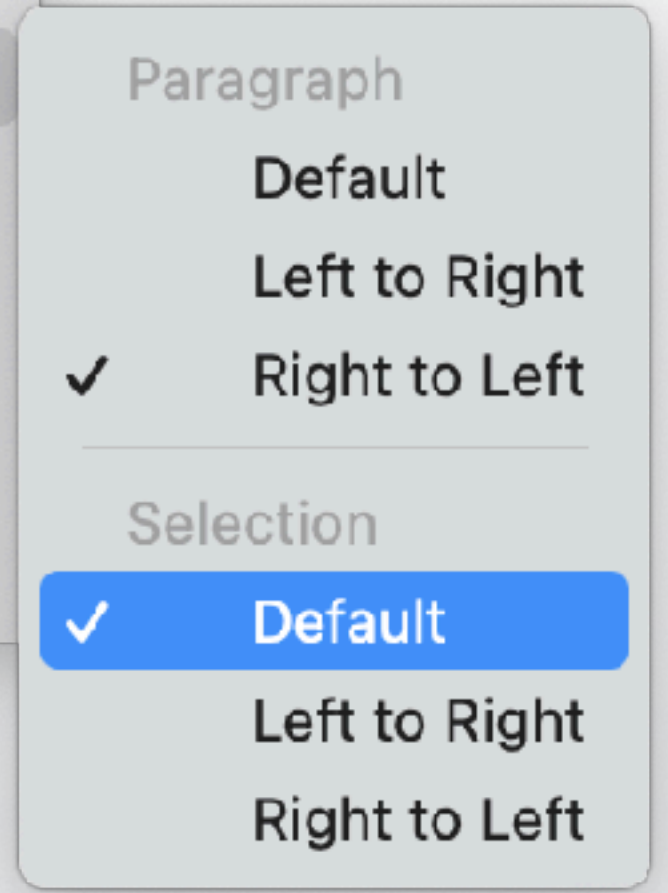 Paragraph
Default
Left to Right
✓ Right to Left
Selection
✓ Default
Left to Right
Right to Left